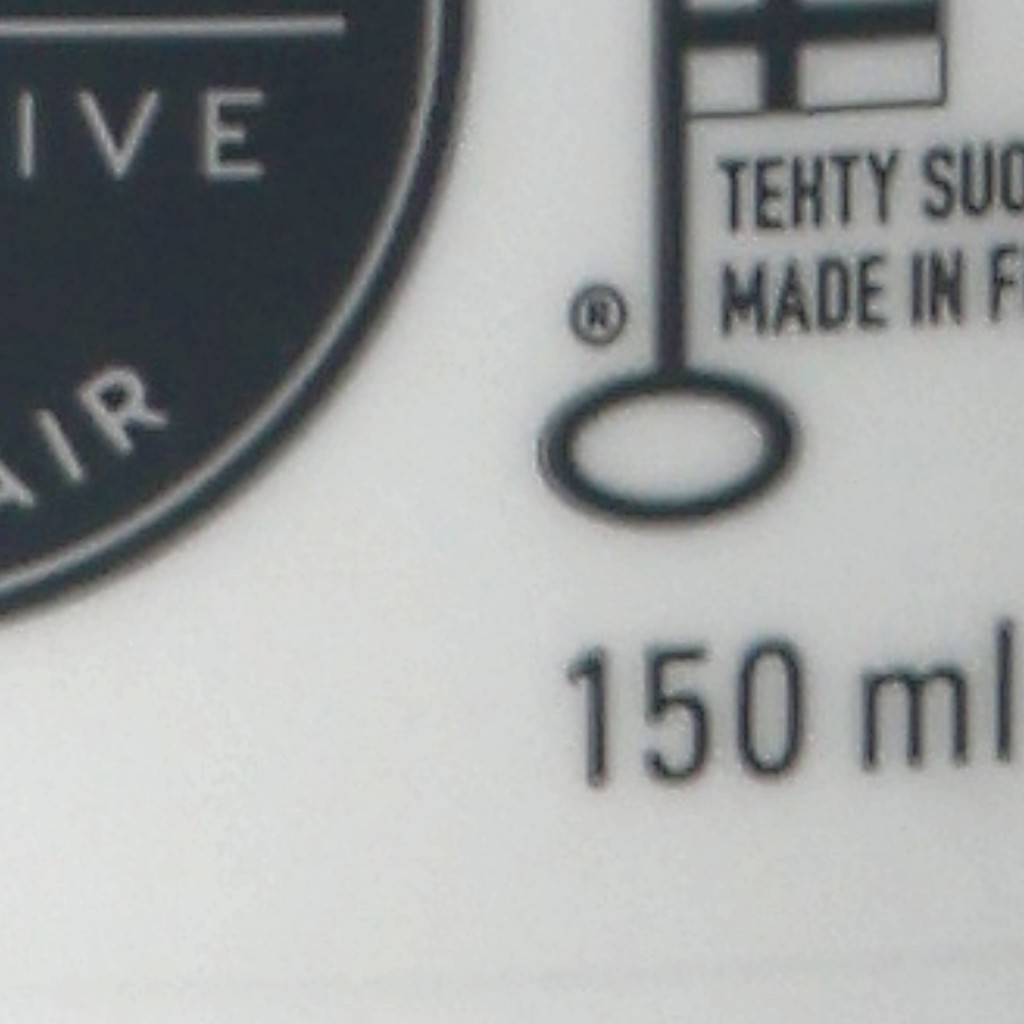 IVE
AIR
TEHTY SUO
MADE IN F
®
150 ml